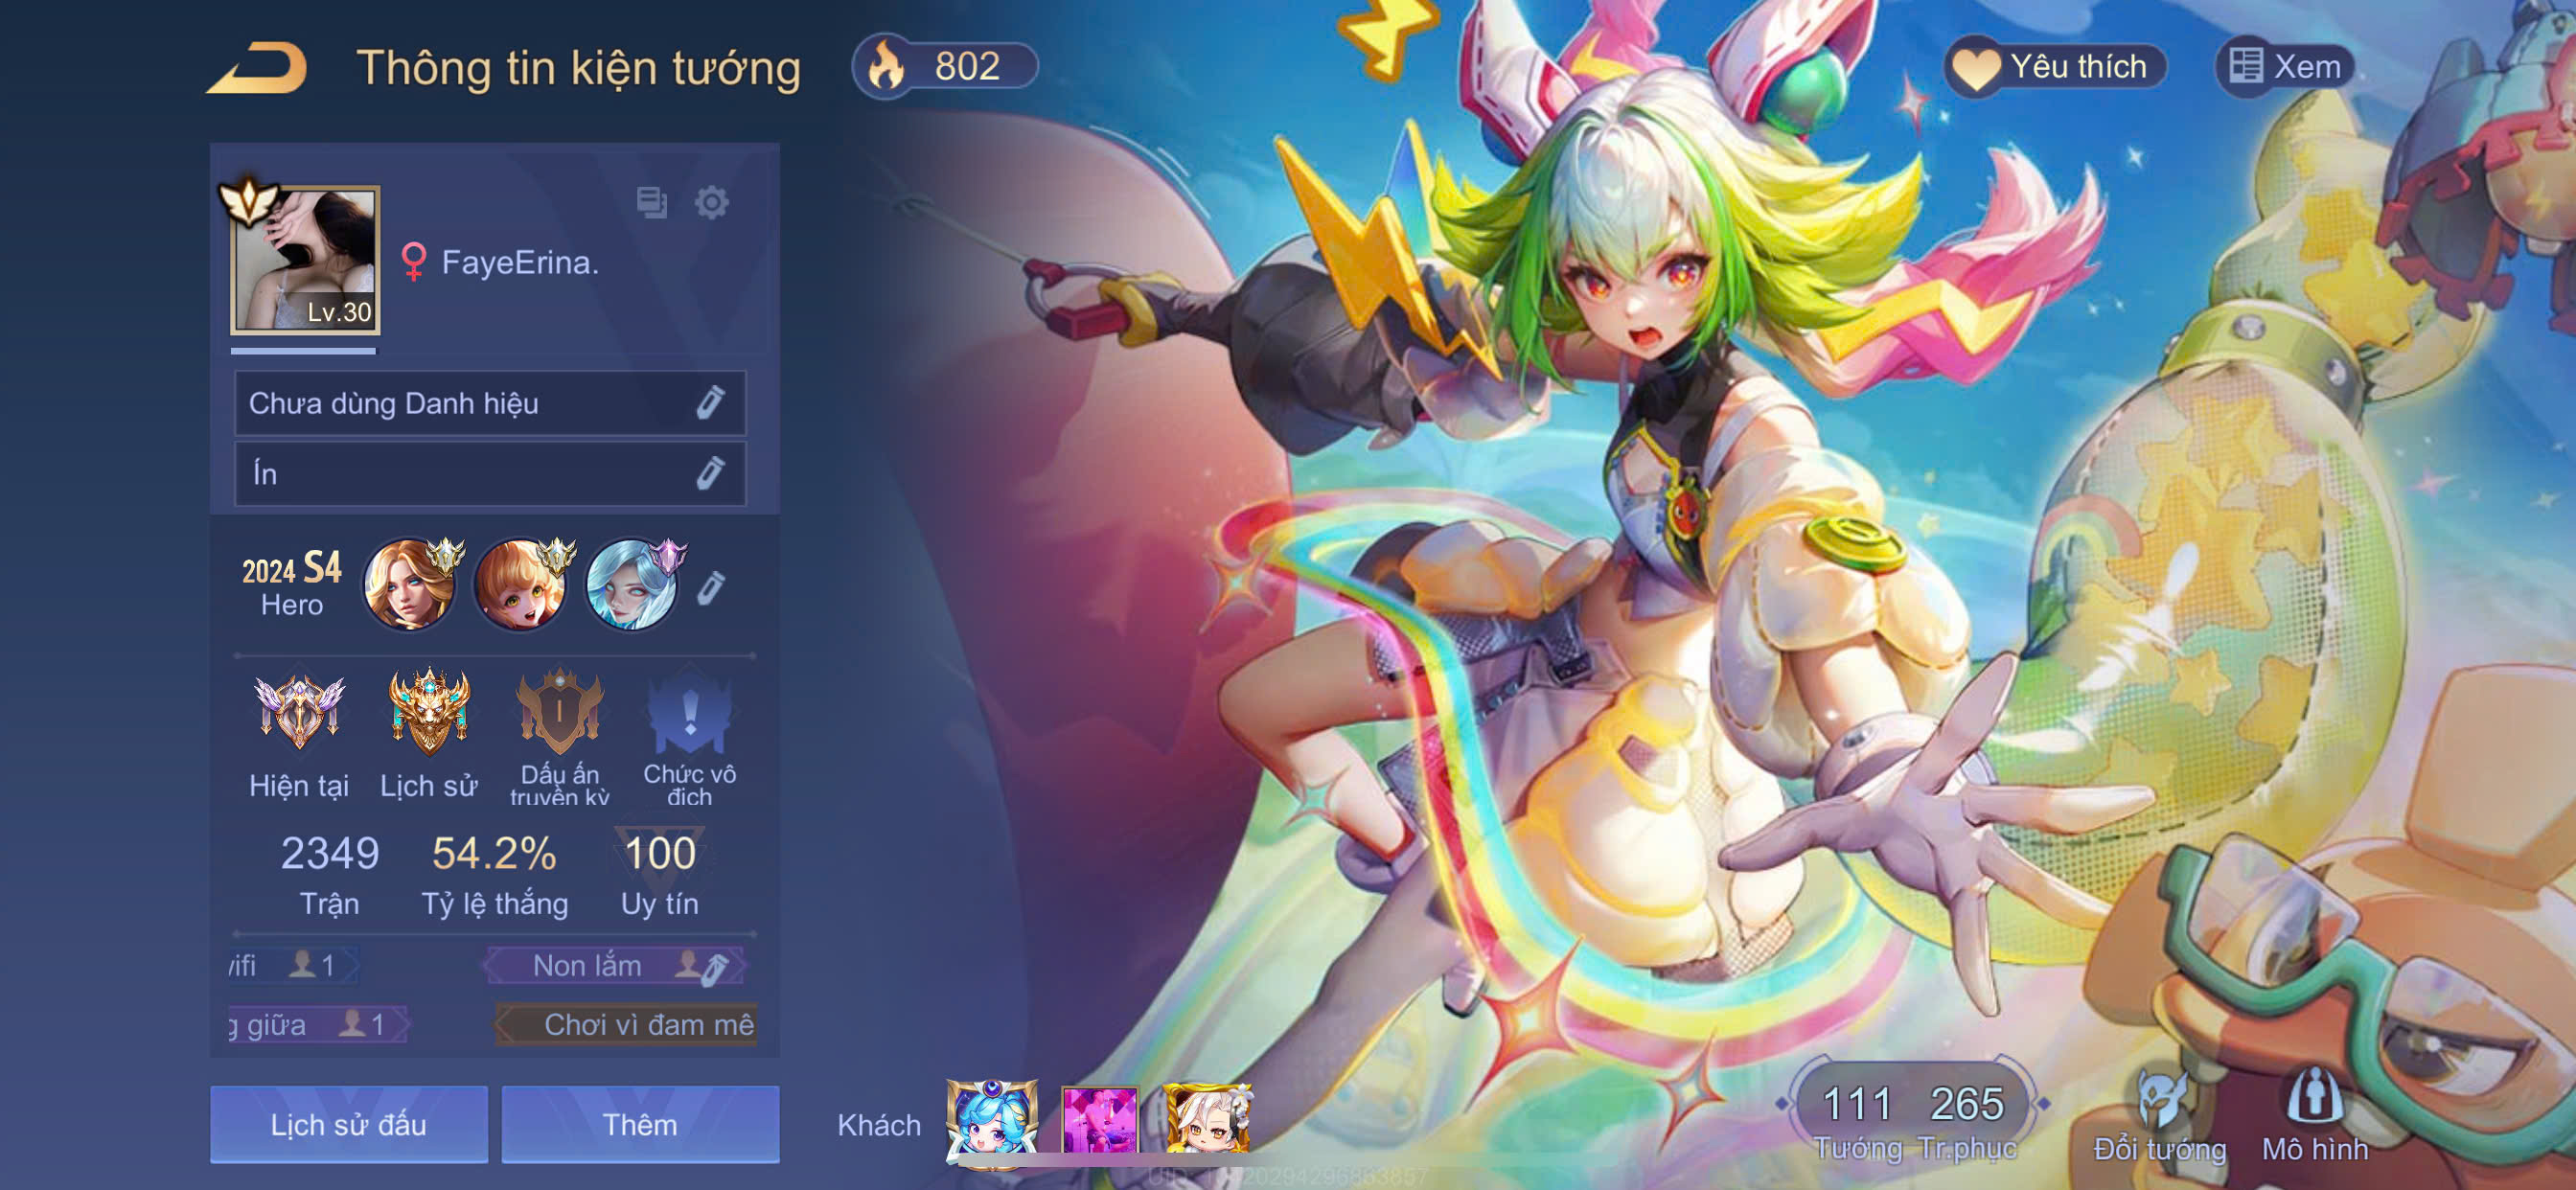 Thông tin kiện tướng
802
Yêu thích
Xem
Lv.30
FayeErina.
Chưa dùng Danh hiệu
Ín
2024 S4
Hero
Hiện tại
Lịch sử
Dấu ấn truyền kỳ
Chức vô địch
2349
54.2%
100
Trận
Tỷ lệ thắng
Uy tín
ifi 1
Non lắm
g giữa 1
Chơi vì đam mê
Lịch sử đấu
Thêm
Khách
111 265
Tướng Tr.phục
Đổi tướng
Mô hình
UID: